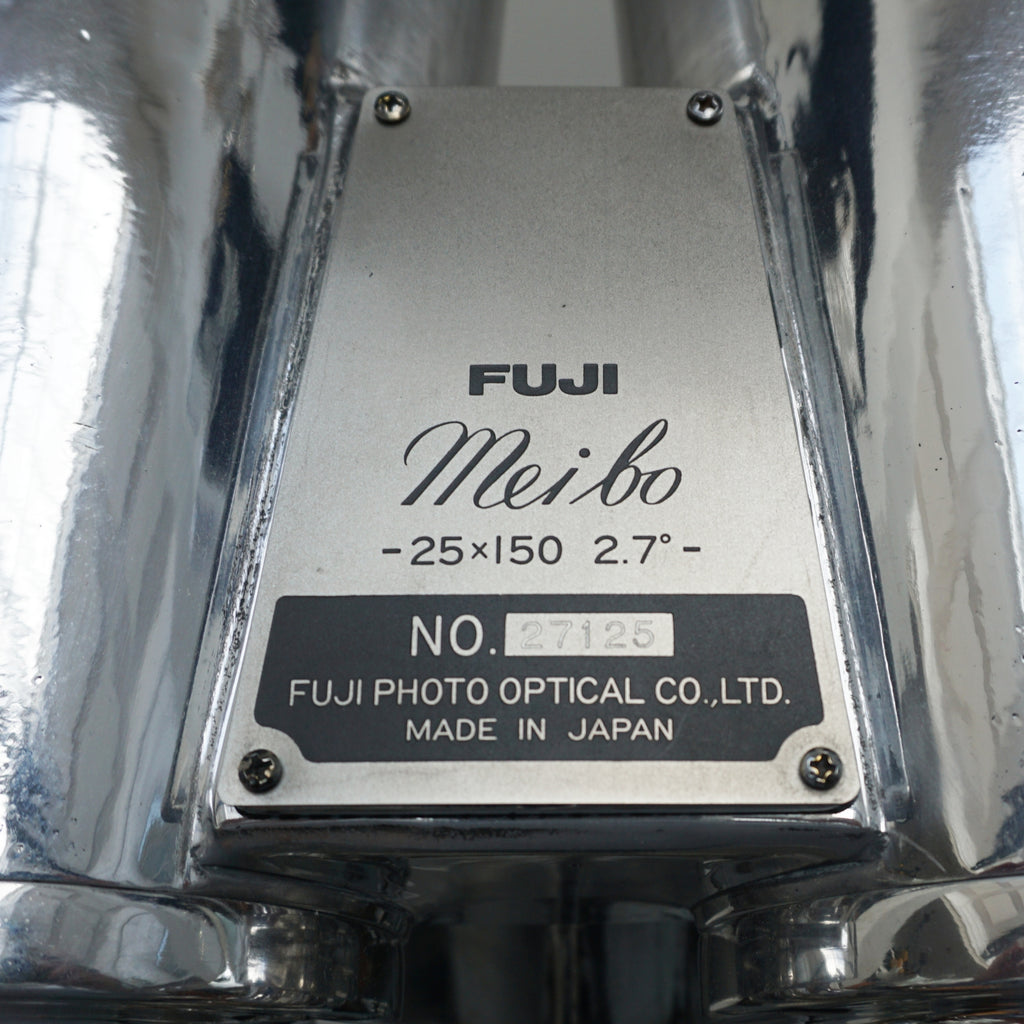 FUJI
Meibo
-25×150 2.7°-
NO. 27125
FUJI PHOTO OPTICAL CO.,LTD.
MADE IN JAPAN